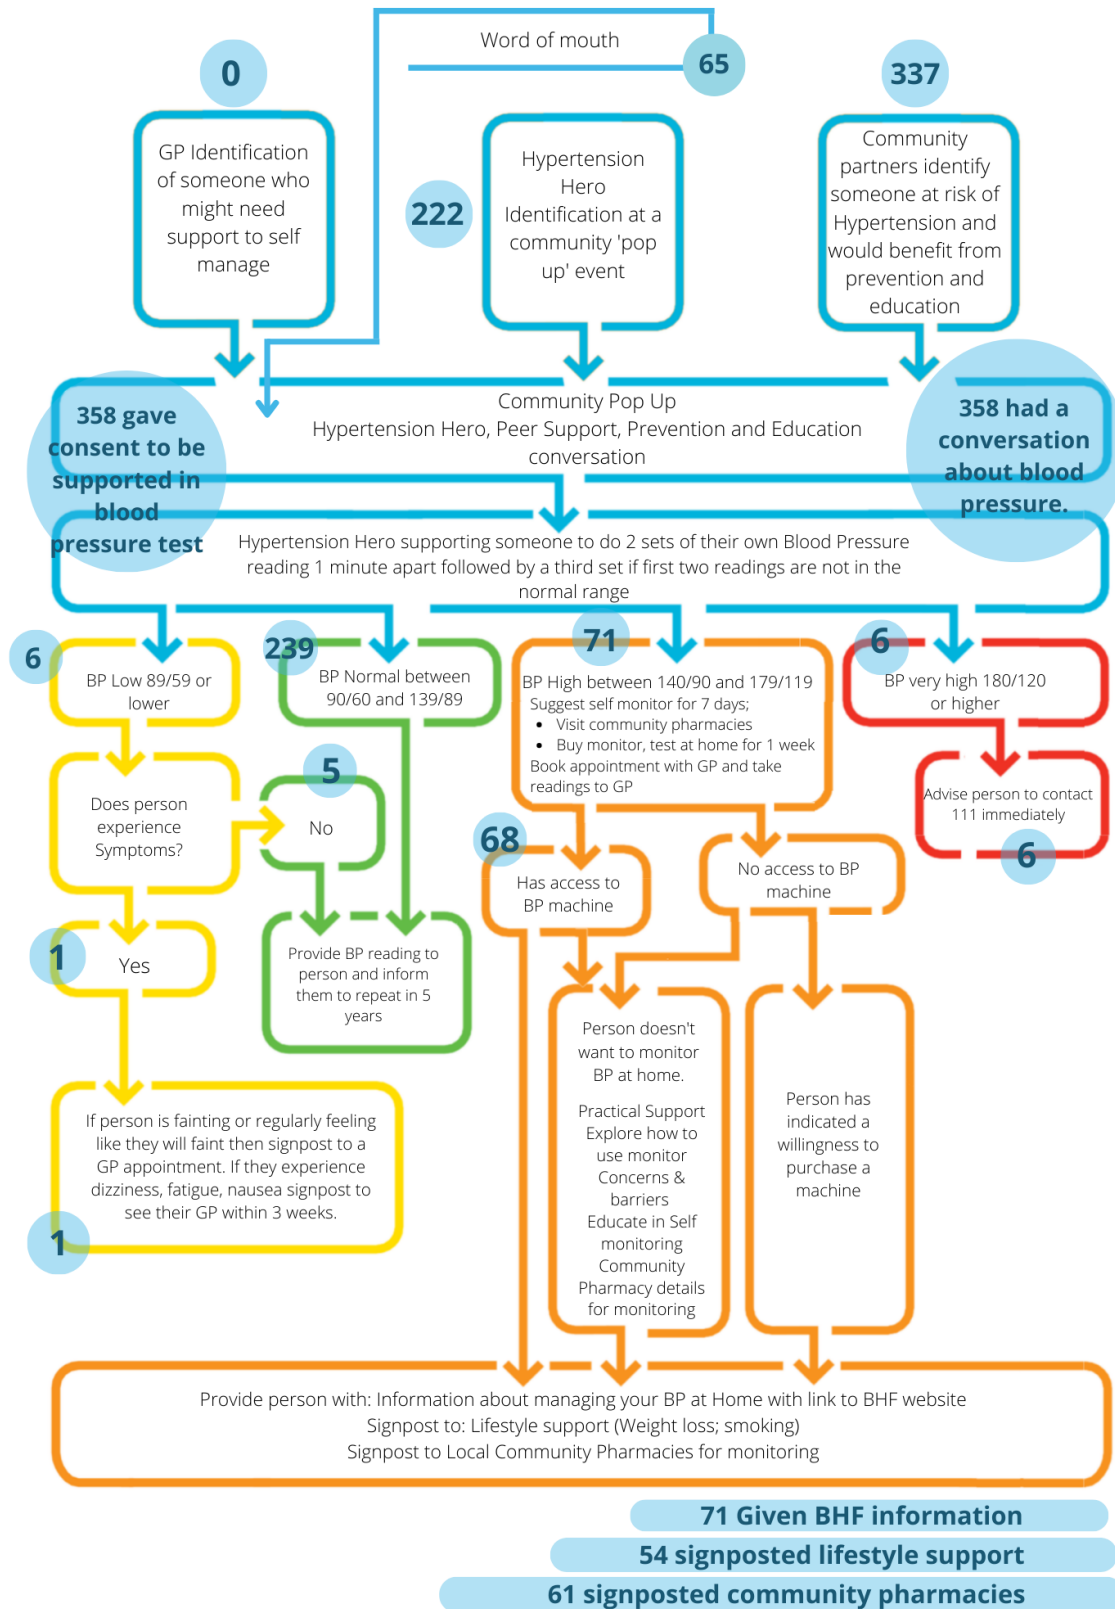 Word of mouth
65
0
337
GP Identification
of someone who
might need
support to self
manage
222
Hypertension
Hero
Identification at a
community 'pop
up' event
Community
partners identify
someone at risk of
Hypertension and
would benefit from
prevention and
education
358 gave
consent to be
supported in
blood
pressure test
Community Pop Up
Hypertension Hero, Peer Support, Prevention and Education
conversation
358 had a
conversation
about blood
pressure.
Hypertension Hero supporting someone to do 2 sets of their own Blood Pressure
reading 1 minute apart followed by a third set if first two readings are not in the
normal range
6
BP Low 89/59 or
lower
239
BP Normal between
90/60 and 139/89
71
BP High between 140/90 and 179/119
Suggest self monitor for 7 days;
• Visit community pharmacies
• Buy monitor, test at home for 1 week
Book appointment with GP and take
readings to GP
6
BP very high 180/120
or higher
Does person
experience
Symptoms?
5
No
Advise person to contact
111 immediately
6
68
Has access to
BP machine
No access to BP
machine
1
Yes
Provide BP reading to
person and inform
them to repeat in 5
years
Person doesn't
want to monitor
BP at home.
Practical Support
Explore how to
use monitor
Concerns &
barriers
Educate in Self
monitoring
Community
Pharmacy details
for monitoring
Person has
indicated a
willingness to
purchase a
machine
If person is fainting or regularly feeling
like they will faint then signpost to a
GP appointment. If they experience
dizziness, fatigue, nausea signpost to
see their GP within 3 weeks.
1
Provide person with: Information about managing your BP at Home with link to BHF website
Signpost to: Lifestyle support (Weight loss; smoking)
Signpost to Local Community Pharmacies for monitoring
71 Given BHF information
54 signposted lifestyle support
61 signposted community pharmacies